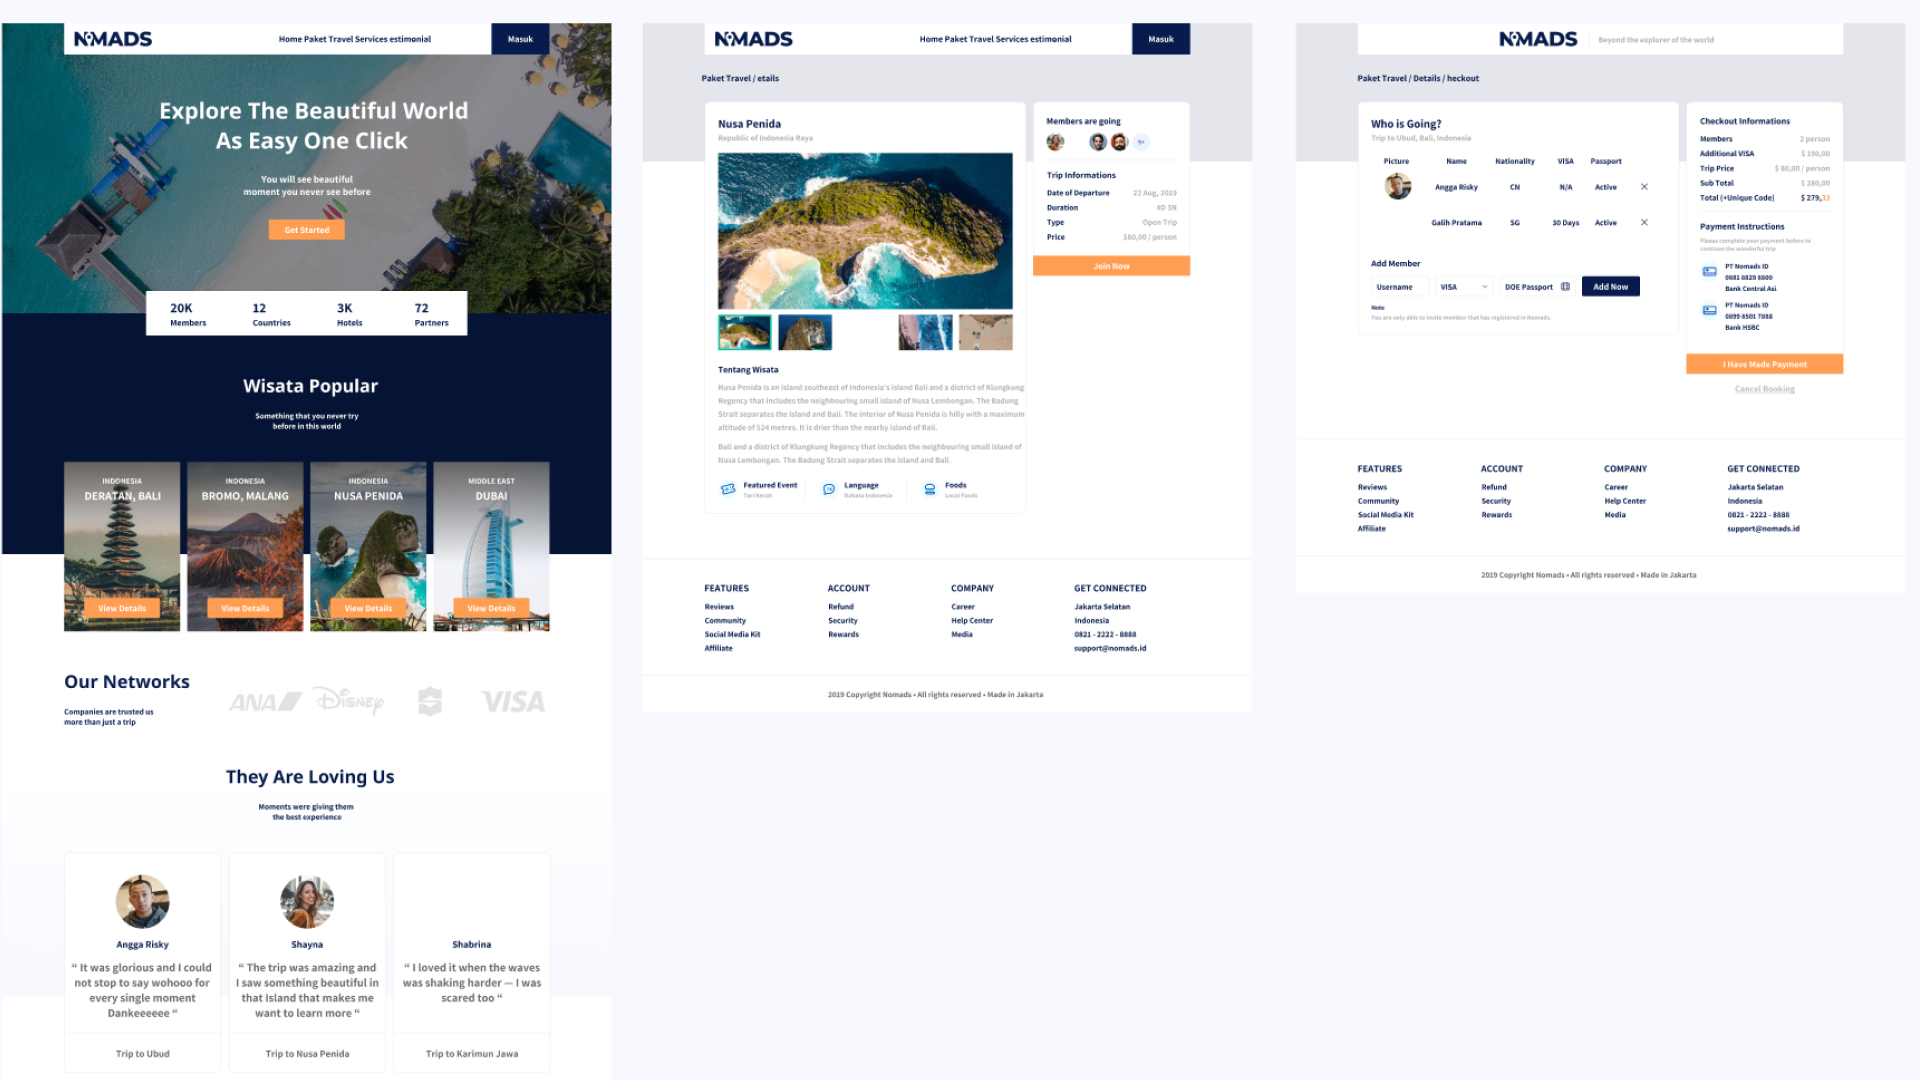 NOMADS
Home Paket Travel Services estimonial
Masuk
Explore The Beautiful World
As Easy One Click
You will see beautiful
moment you never see before
Get Started
20K
Members
12
Countries
3K
Hotels
72
Partners
Wisata Popular
Something that you never try
before in this world
INDONESIA
DERATAN, BALI
View Details
INDONESIA
BROMO, MALANG
View Details
INDONESIA
NUSA PENIDA
View Details
MIDDLE EAST
DUBAI
View Details
Our Networks
Companies are trusted us
more than just a trip
ANA
Disney
VISA
They Are Loving Us
Moments were giving them
the best experience
Angga Risky
“ It was glorious and I could
not stop to say wohooo for
every single moment
Dankeeeeee “
Trip to Ubud
Shayna
“ The trip was amazing and
I saw something beautiful in
that Island that makes me
want to learn more “
Trip to Nusa Penida
Shabrina
“ I loved it when the waves
was shaking harder — I was
scared too “
Trip to Karimun Jawa
NOMADS
Home Paket Travel Services estimonial
Masuk
Paket Travel / etails
Nusa Penida
Republic of Indonesia Raya
Tentang Wisata
Nusa Penida is an island southeast of Indonesia's island Bali and a district of Klungkung
Regency that includes the neighbouring small island of Nusa Lembongan. The Badung
Strait separates the island and Bali. The interior of Nusa Penida is hilly with a maximum
altitude of 524 metres. It is drier than the nearby island of Bali.
Bali and a district of Klungkung Regency that includes the neighbouring small island of
Nusa Lembongan. The Badung Strait separates the island and Bali.
Featured Event
Tari Kecak
Language
Bahasa Indonesia
Foods
Local Foods
Members are going
9+
Trip Informations
Date of Departure 22 Aug, 2019
Duration 4D 3N
Type Open Trip
Price $80,00 / person
Join Now
FEATURES
Reviews
Community
Social Media Kit
Affiliate
ACCOUNT
Refund
Security
Rewards
COMPANY
Career
Help Center
Media
GET CONNECTED
Jakarta Selatan
Indonesia
0821 - 2222 - 8888
support@nomads.id
2019 Copyright Nomads • All rights reserved • Made in Jakarta
NOMADS
Beyond the explorer of the world
Paket Travel / Details / heckout
Who is Going?
Trip to Ubud, Bali, Indonesia
Picture Name Nationality VISA Passport
Angga Risky CN N/A Active
Galih Pratama SG 30 Days Active
Add Member
Username
VISA
DOE Passport
Add Now
Note
You are only able to invite member that has registered in Nomads.
Checkout Informations
Members 2 person
Additional VISA $ 190,00
Trip Price $ 80,00 / person
Sub Total $ 280,00
Total (+Unique Code) $ 279,33
Payment Instructions
Please complete your payment before to
continue the wonderful trip
PT Nomads ID
0881 8829 8800
Bank Central Asi
PT Nomads ID
0899 8501 7888
Bank HSBC
I Have Made Payment
Cancel Booking
FEATURES
Reviews
Community
Social Media Kit
Affiliate
ACCOUNT
Refund
Security
Rewards
COMPANY
Career
Help Center
Media
GET CONNECTED
Jakarta Selatan
Indonesia
0821 - 2222 - 8888
support@nomads.id
2019 Copyright Nomads • All rights reserved • Made in Jakarta